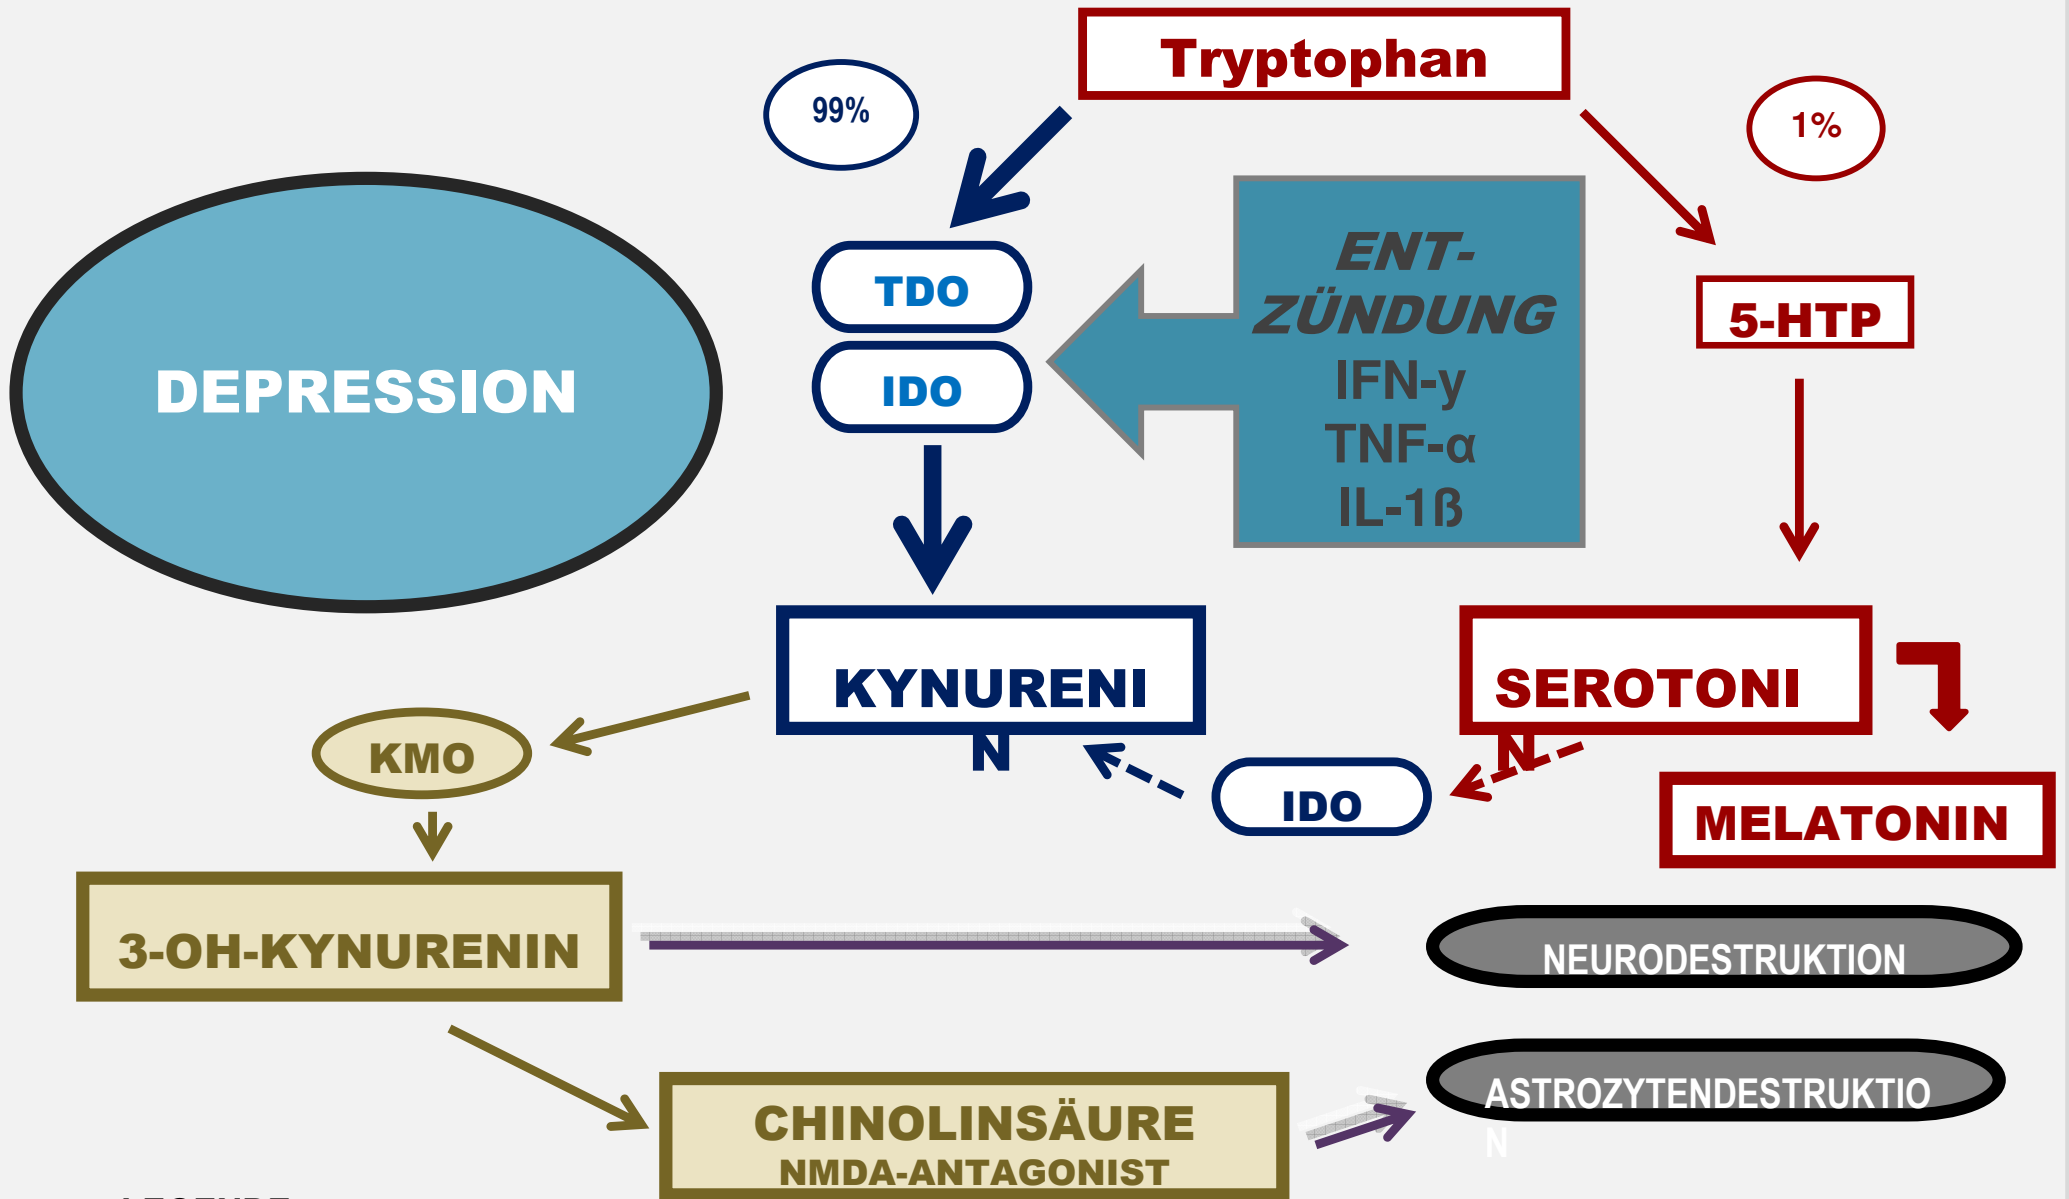 Tryptophan
99%
1%
ENT-
ZÜNDUNG
IFN-y
TNF-α
IL-1ß
TDO
IDO
5-HTP
DEPRESSION
KYNURENI
N
SEROTONI
N
KMO
IDO
MELATONIN
3-OH-KYNURENIN
NEURODESTRUKTION
CHINOLINSÄURE
NMDA-ANTAGONIST
ASTROZYTENDESTRUKTIO
N